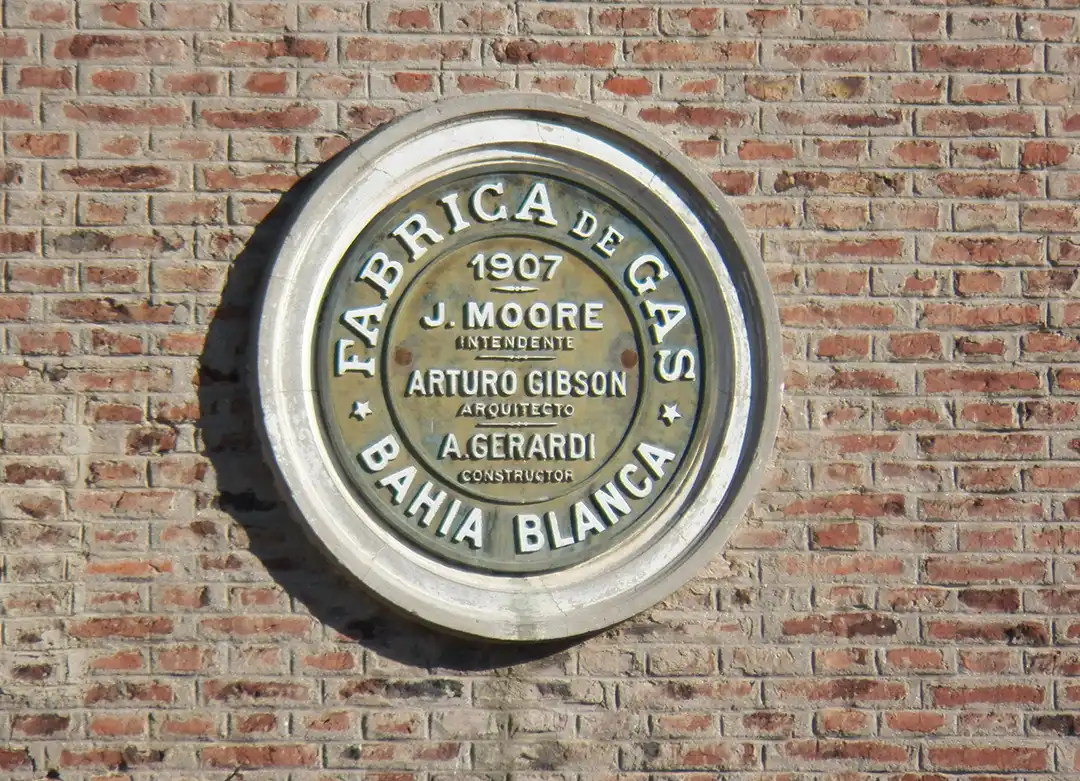 FABRICA DE GAS
1907
J. MOORE
INTENDENTE
ARTURO GIBSON
ARQUITECTO
A. GERARDI
CONSTRUCTOR
BAHIA BLANCA